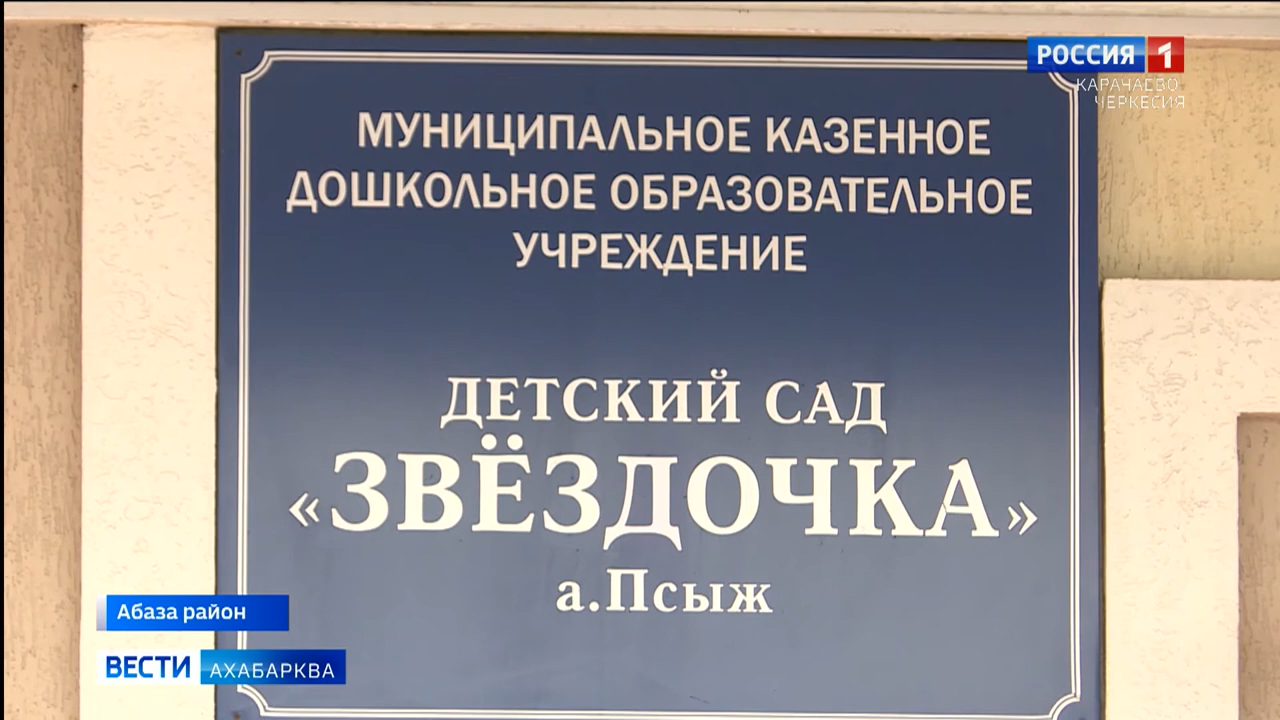 РОССИЯ 1
КАРАЧАЕВО
ЧЕРКЕСИЯ
МУНИЦИПАЛЬНОЕ КАЗЕННОЕ
ДОШКОЛЬНОЕ ОБРАЗОВАТЕЛЬНОЕ
УЧРЕЖДЕНИЕ
ДЕТСКИЙ САД
«ЗВЁЗДОЧКА»
а.Псыж
Абаза район
ВЕСТИ АХАБАРКВА